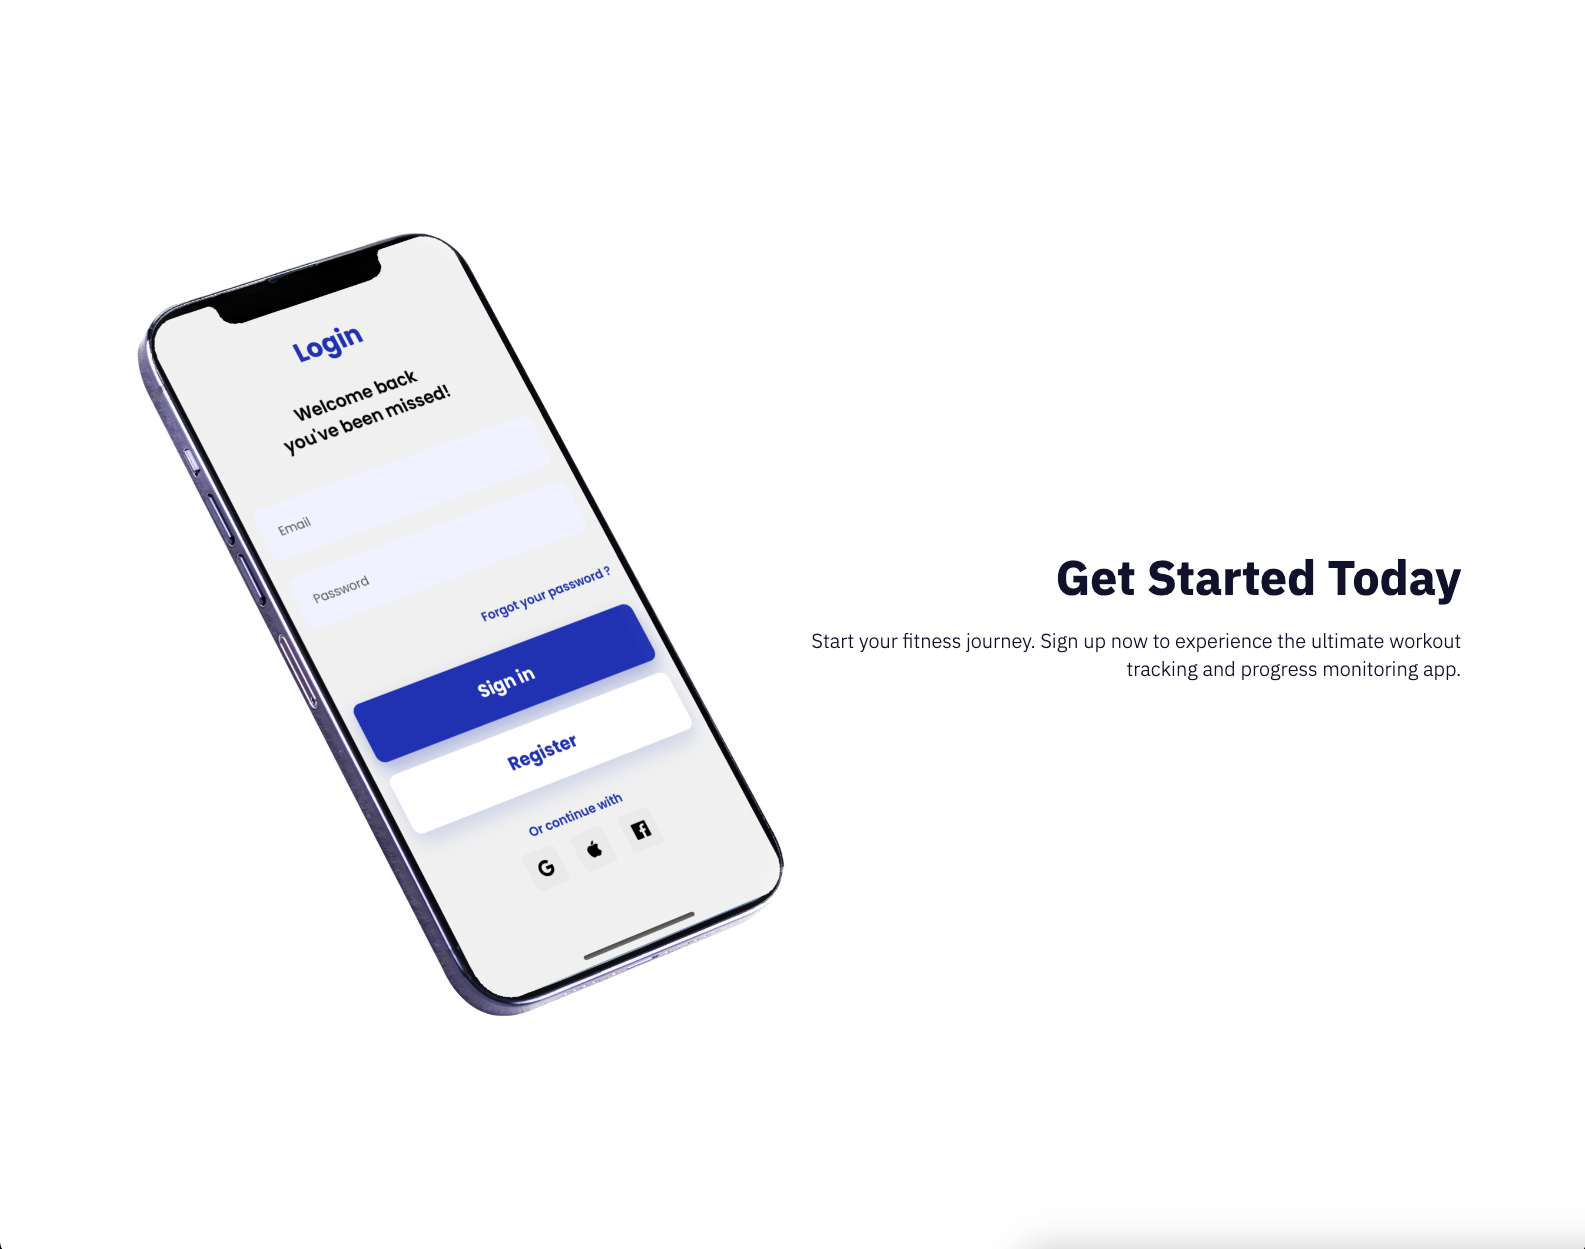 Login
Welcome back
you've been missed!
Email
Password
Forgot your password ?
Sign in
Register
Or continue with
Get Started Today
Start your fitness journey. Sign up now to experience the ultimate workout
tracking and progress monitoring app.